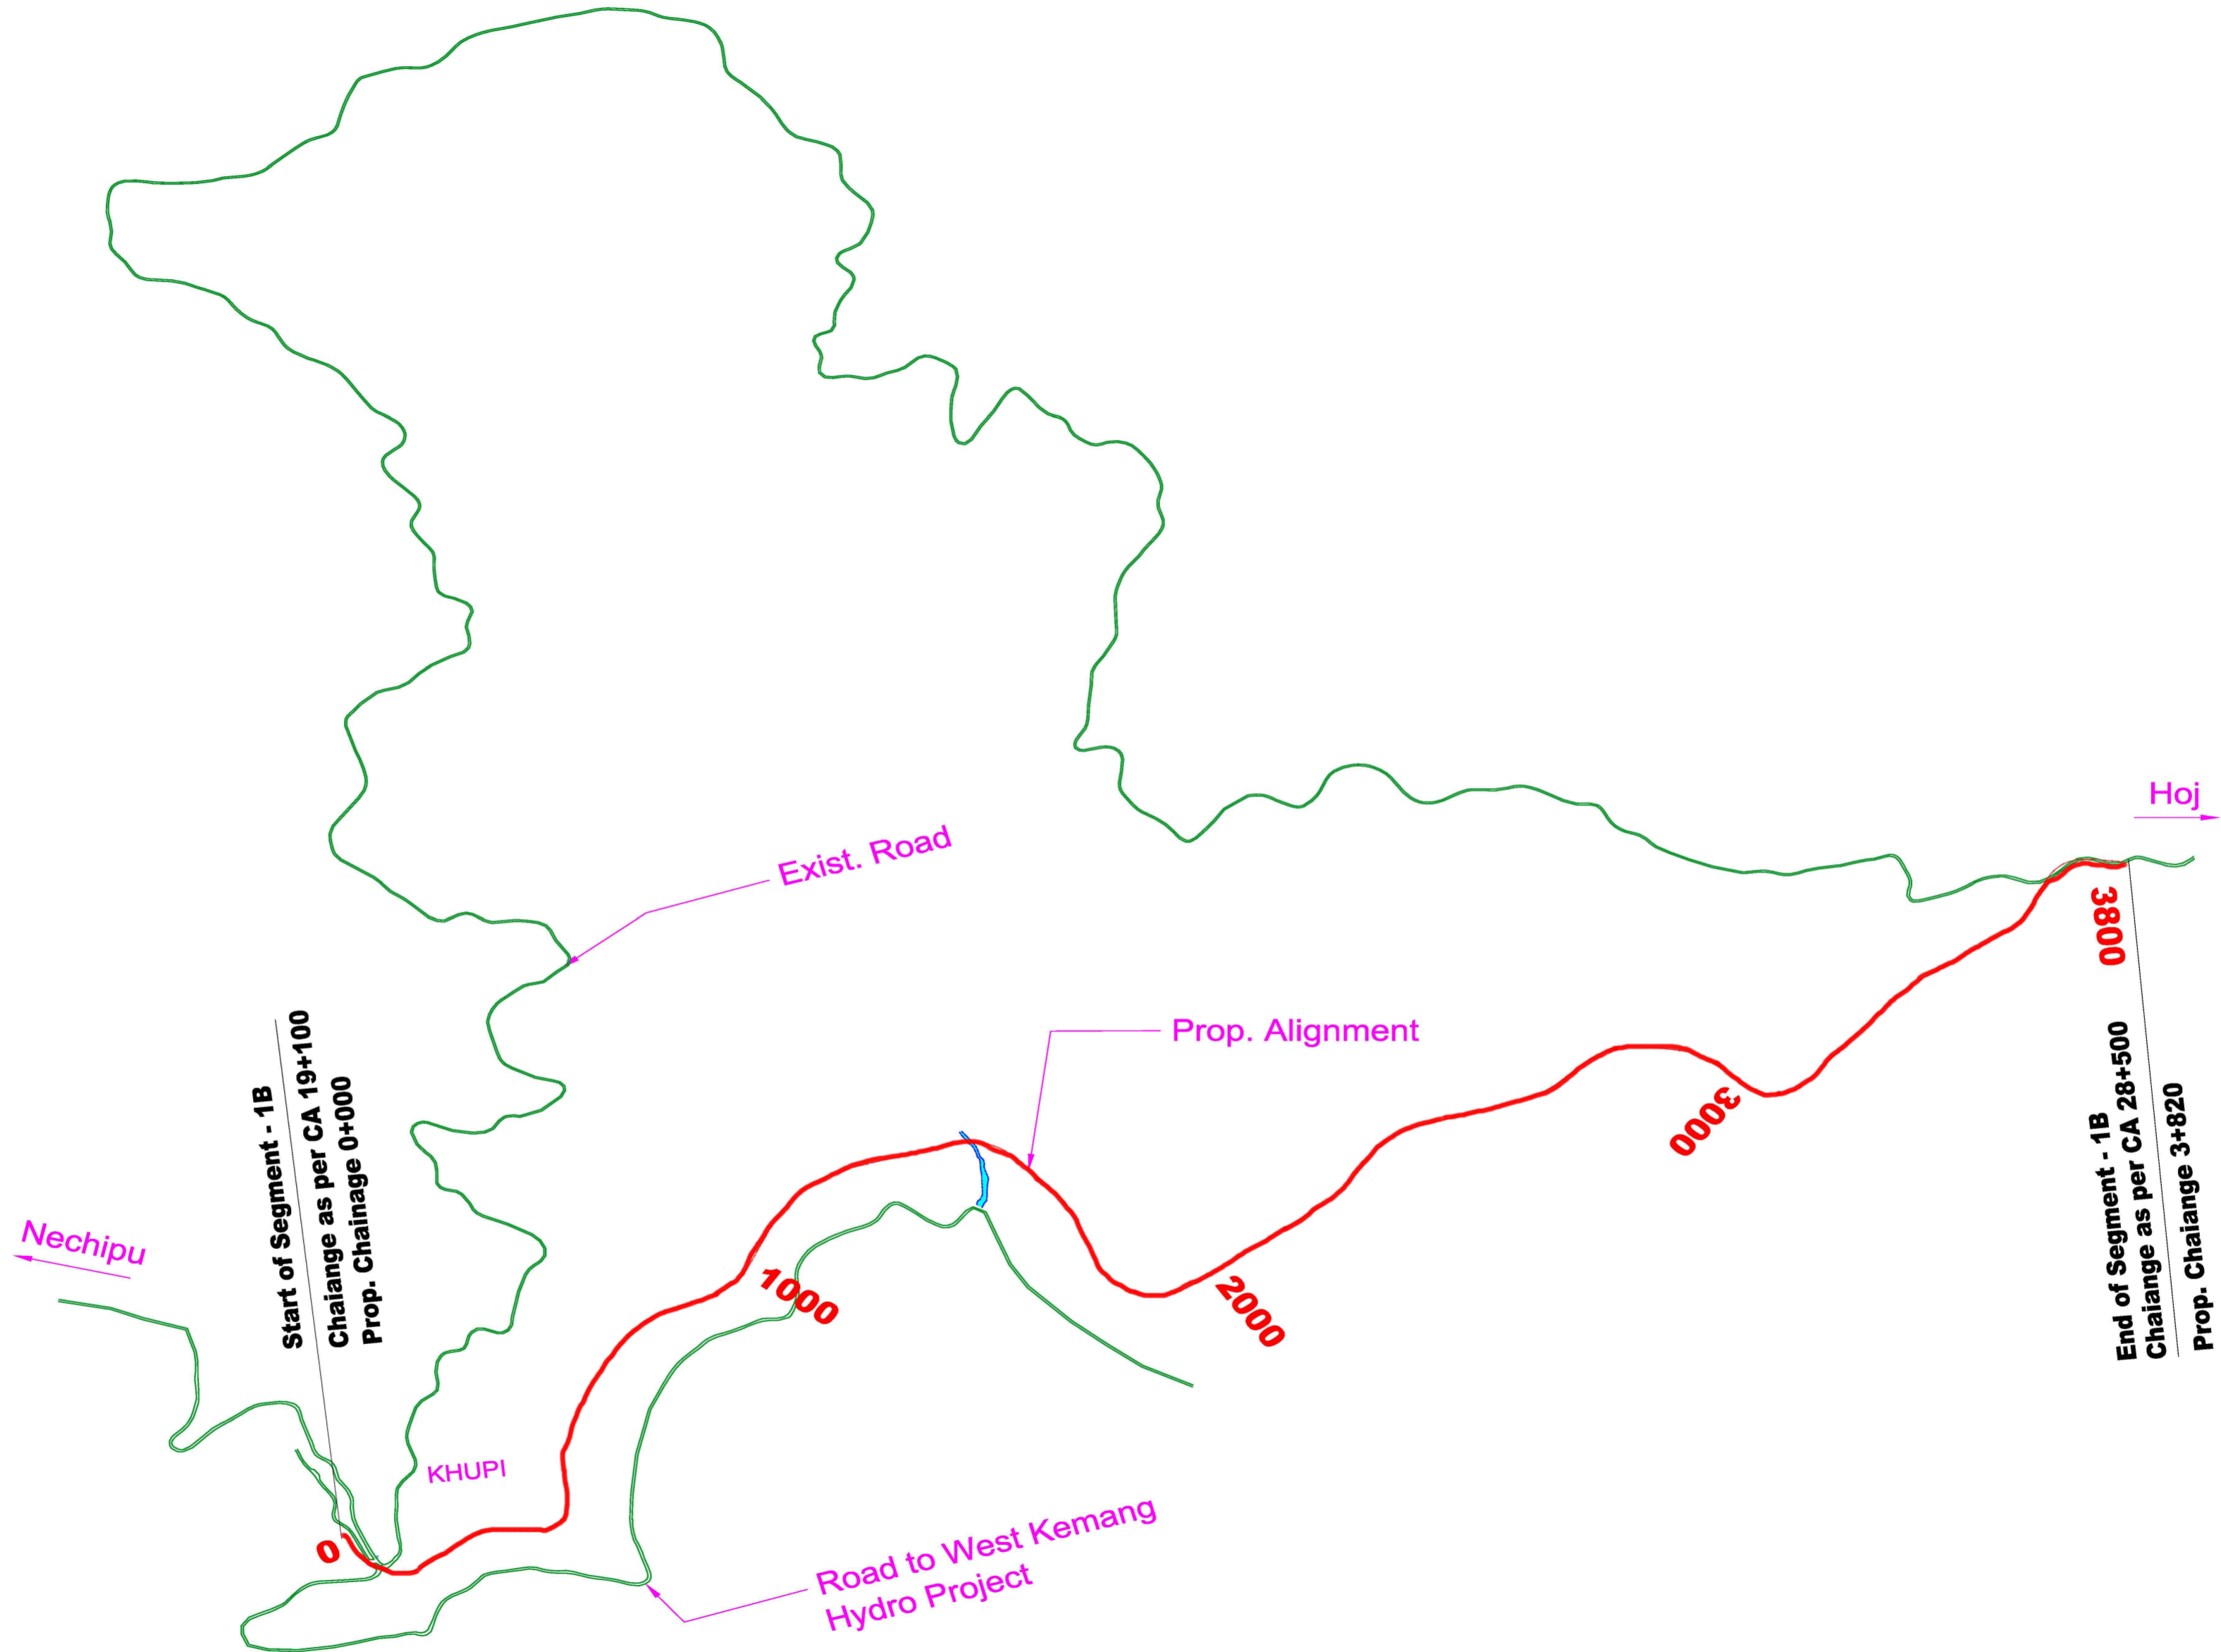 Hoj
Exist. Road
3800
Prop. Alignment
Start of Segment - 1B
Chaiange as per CA 19+100
Prop. Chainage 0+000
3000
End of Segment - 1B
Chaiange as per CA 28+500
Prop. Chaiange 3+820
Nechipu
1000
2000
KHUPI
0
Road to West Kemang
Hydro Project